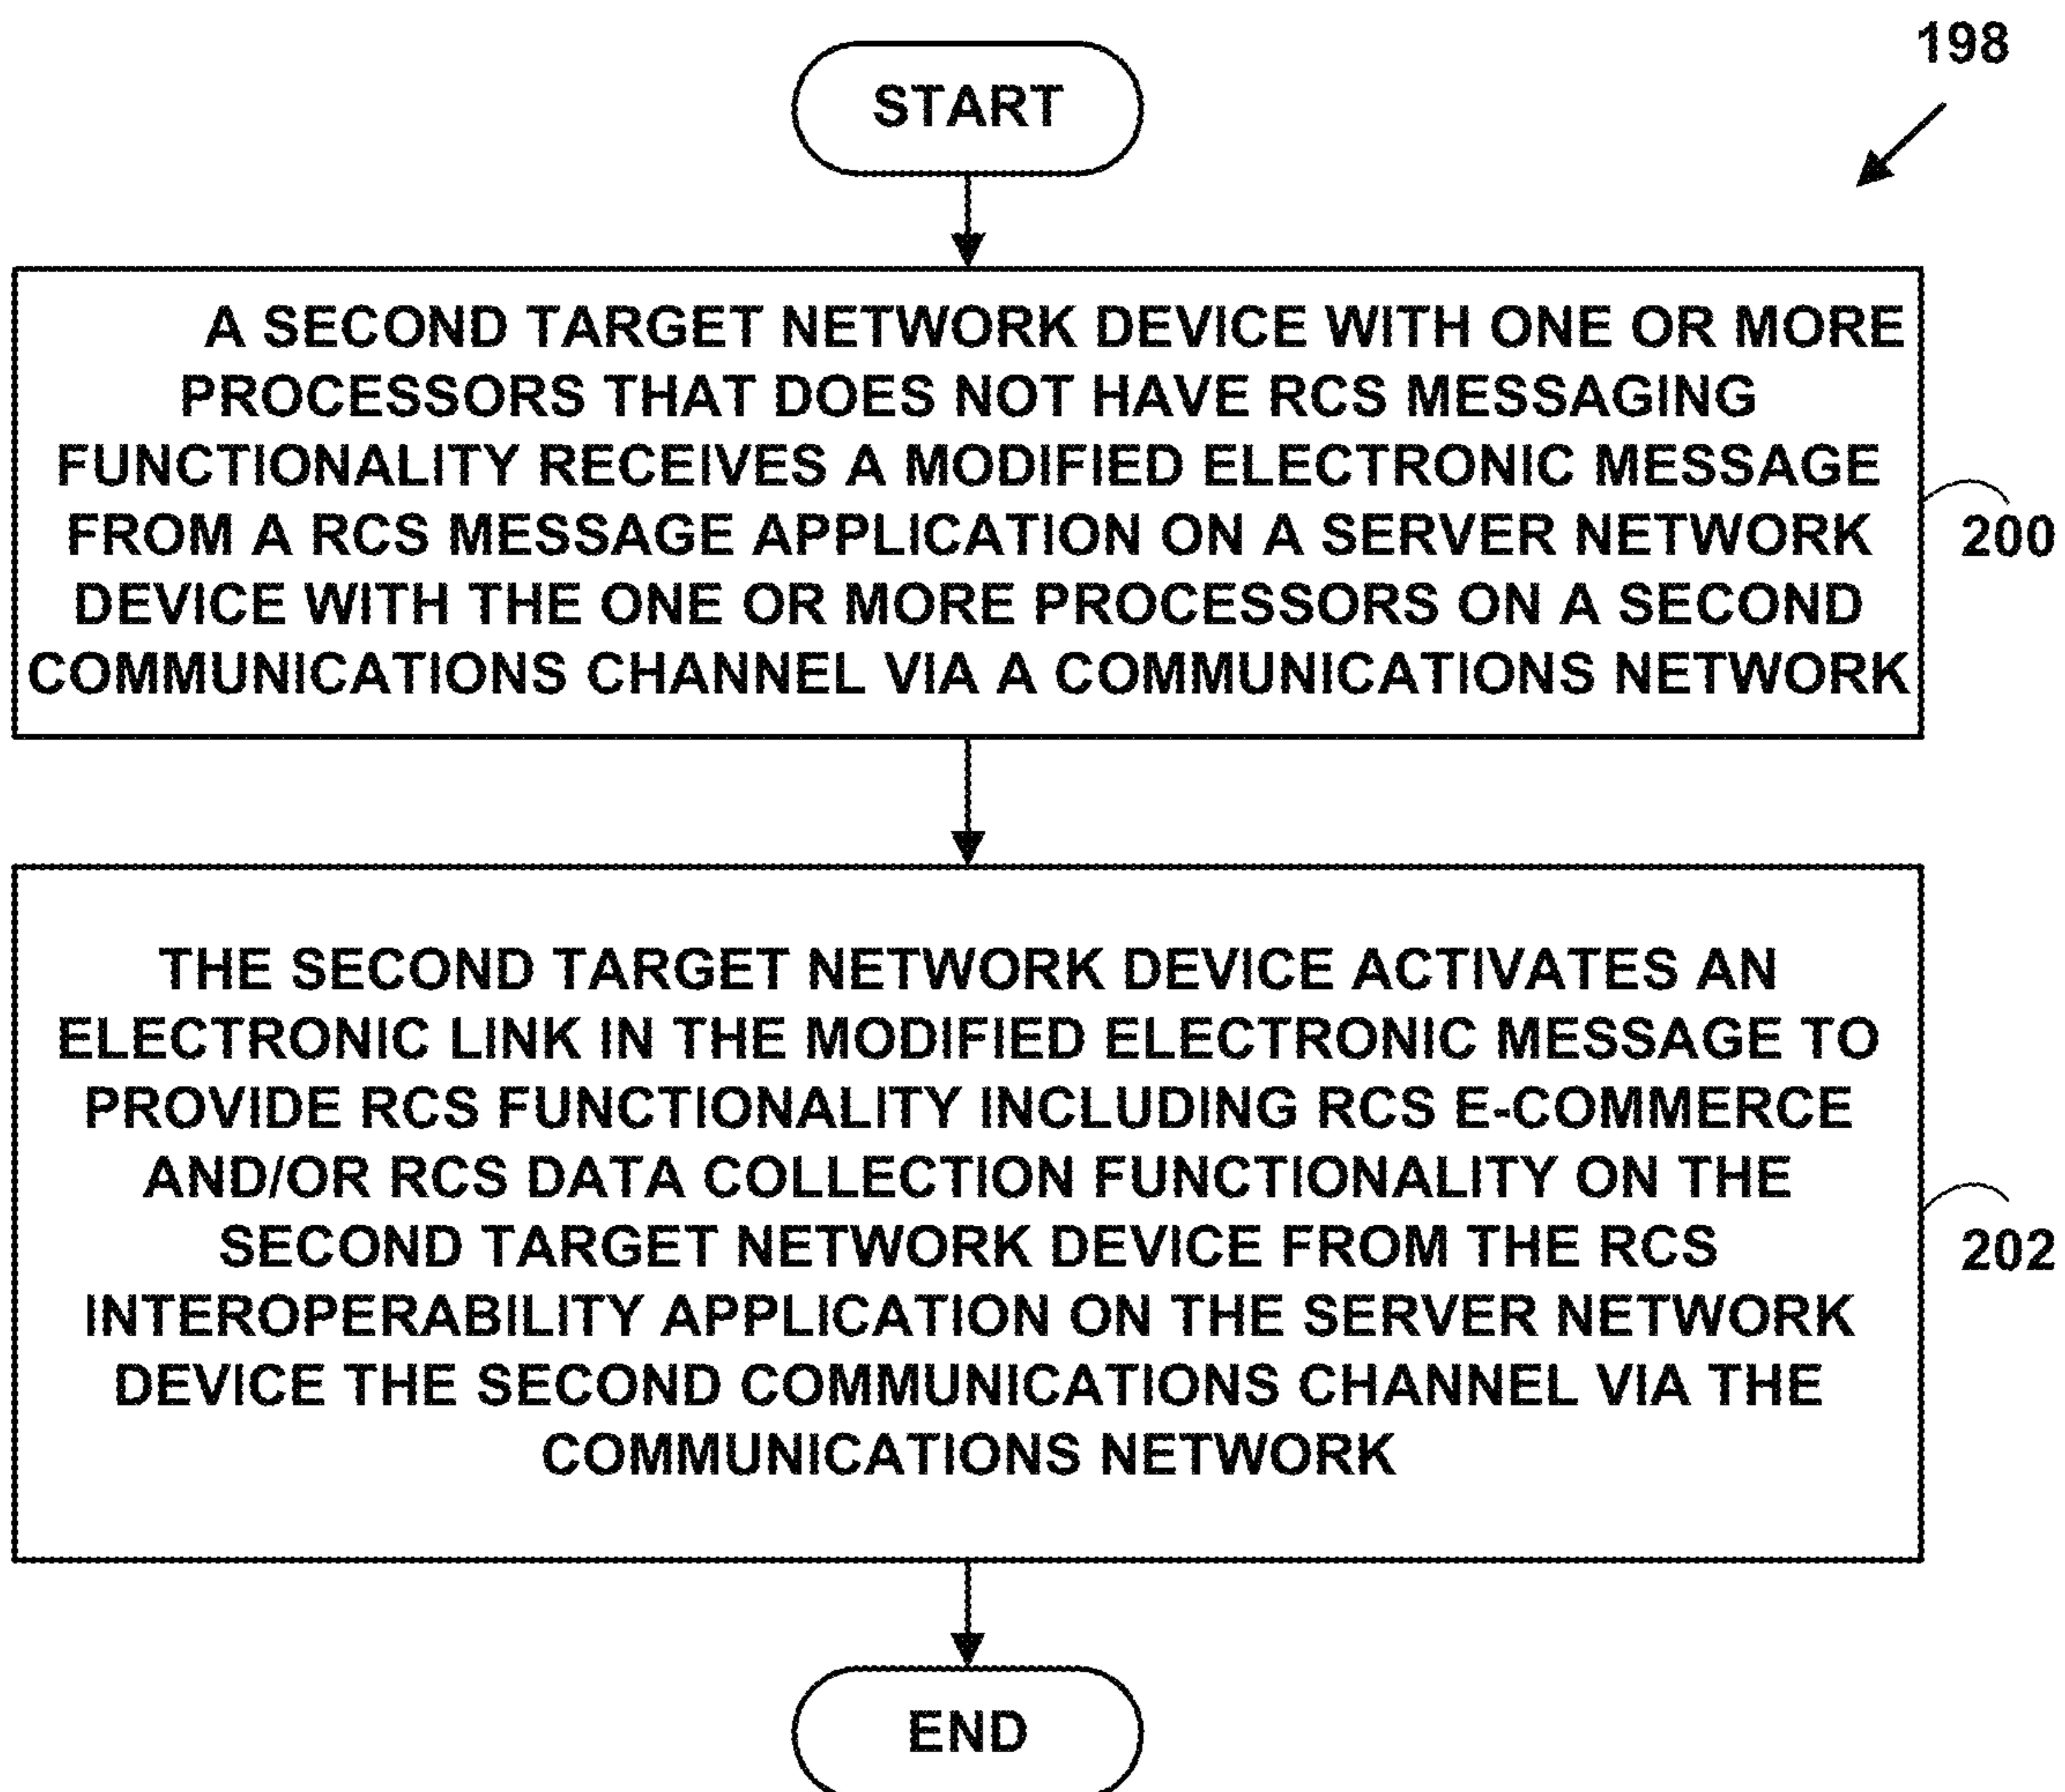 198
START
A SECOND TARGET NETWORK DEVICE WITH ONE OR MORE
PROCESSORS THAT DOES NOT HAVE RCS MESSAGING
FUNCTIONALITY RECEIVES A MODIFIED ELECTRONIC MESSAGE
FROM A RCS MESSAGE APPLICATION ON A SERVER NETWORK
DEVICE WITH THE ONE OR MORE PROCESSORS ON A SECOND
COMMUNICATIONS CHANNEL VIA A COMMUNICATIONS NETWORK
200
THE SECOND TARGET NETWORK DEVICE ACTIVATES AN
ELECTRONIC LINK IN THE MODIFIED ELECTRONIC MESSAGE TO
PROVIDE RCS FUNCTIONALITY INCLUDING RCS E-COMMERCE
AND/OR RCS DATA COLLECTION FUNCTIONALITY ON THE
SECOND TARGET NETWORK DEVICE FROM THE RCS
INTEROPERABILITY APPLICATION ON THE SERVER NETWORK
DEVICE THE SECOND COMMUNICATIONS CHANNEL VIA THE
COMMUNICATIONS NETWORK
202
END